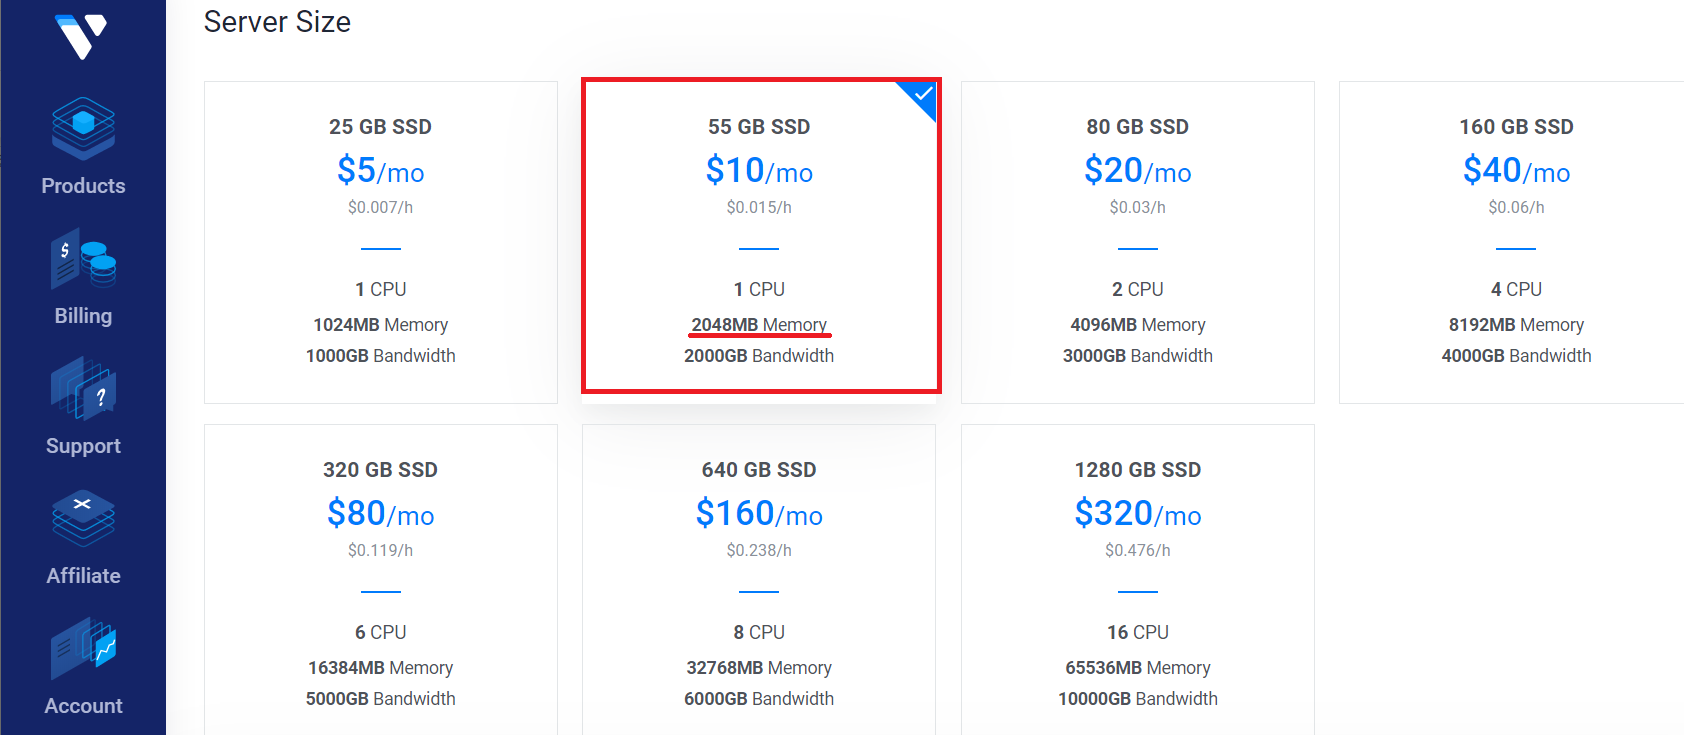 Server Size
Products
Billing
Support
Affiliate
Account
$
?
25 GB SSD
$5/mo
$0.007/h
1 CPU
1024MB Memory
1000GB Bandwidth
55 GB SSD
$10/mo
$0.015/h
1 CPU
2048MB Memory
2000GB Bandwidth
80 GB SSD
$20/mo
$0.03/h
2 CPU
4096MB Memory
3000GB Bandwidth
160 GB SSD
$40/mo
$0.06/h
4 CPU
8192MB Memory
4000GB Bandwidth
320 GB SSD
$80/mo
$0.119/h
6 CPU
16384MB Memory
5000GB Bandwidth
640 GB SSD
$160/mo
$0.238/h
8 CPU
32768MB Memory
6000GB Bandwidth
1280 GB SSD
$320/mo
$0.476/h
16 CPU
65536MB Memory
10000GB Bandwidth